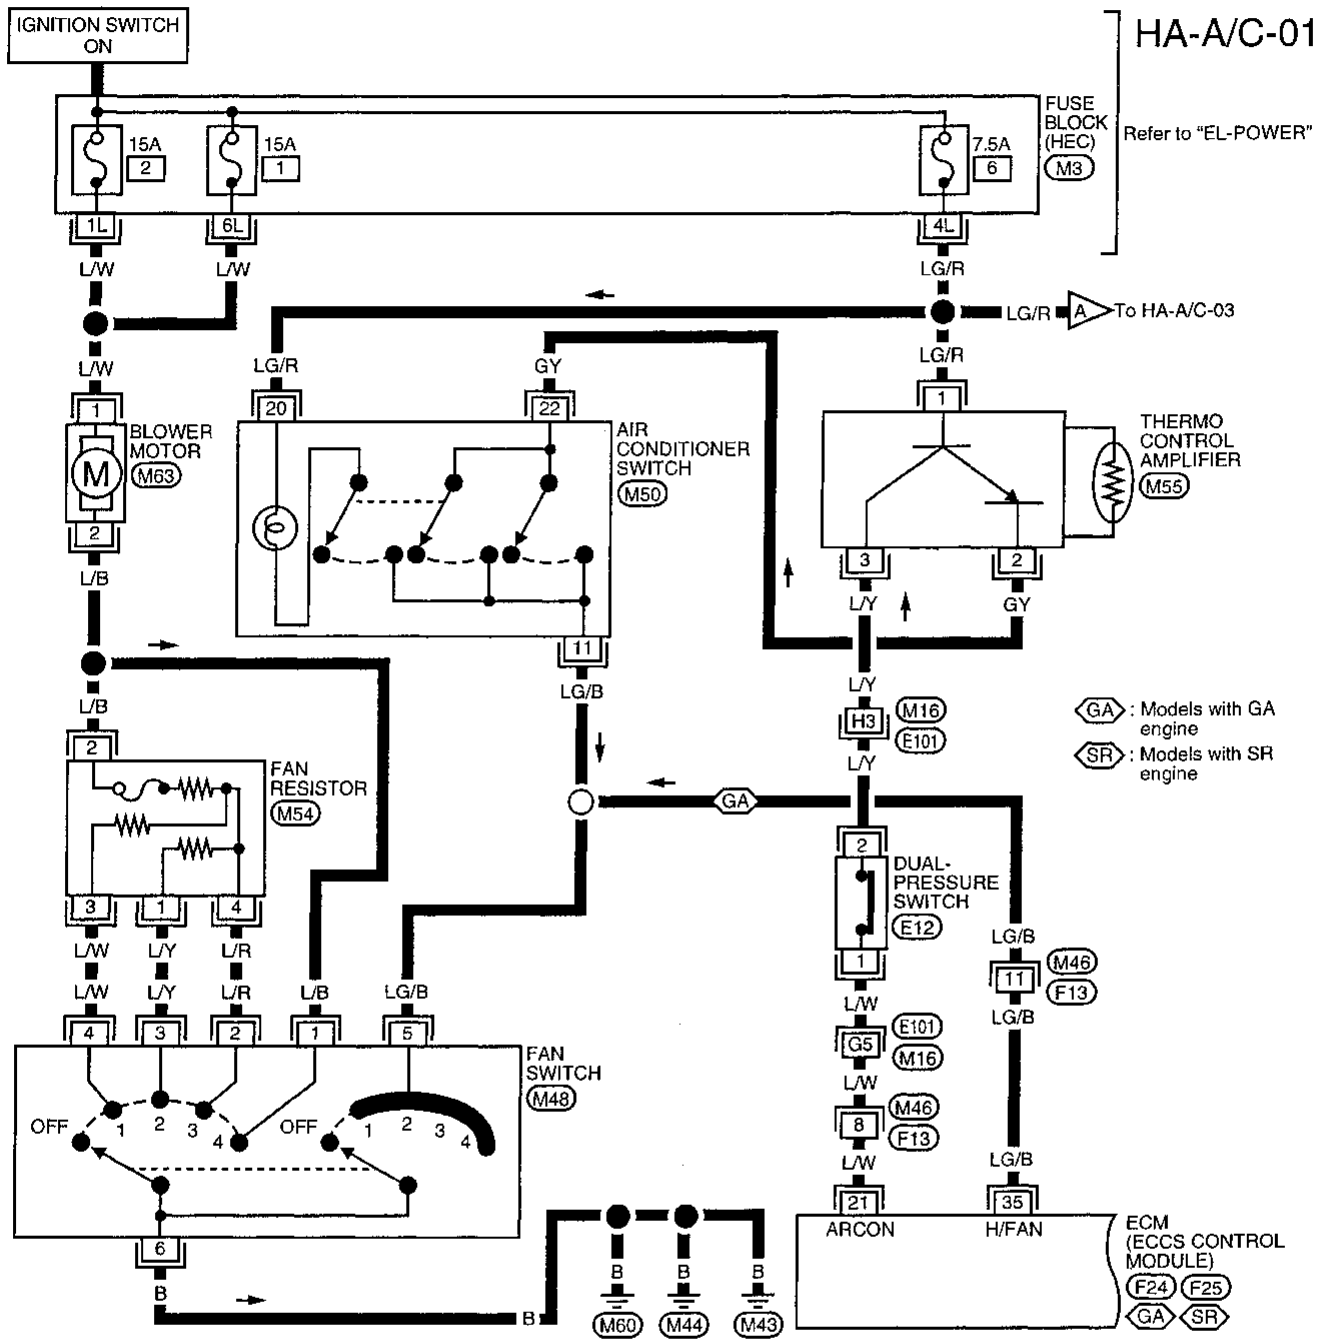 IGNITION SWITCH
ON
HA-A/C-01
FUSE
BLOCK
(HEC)
M3
Refer to "EL-POWER"
15A
2
15A
1
7.5A
6
1L
6L
4L
L/W
L/W
LG/R
LG/R
A
To HA-A/C-03
L/W
LG/R
GY
LG/R
1
20
22
1
BLOWER
MOTOR
M63
M
AIR
CONDITIONER
SWITCH
M50
THERMO
CONTROL
AMPLIFIER
M55
2
3
2
L/B
L/Y
GY
11
L/B
LG/B
L/Y
H3
M16
E101
GA
: Models with GA
engine
SR
: Models with SR
engine
2
L/Y
FAN
RESISTOR
M54
GA
2
DUAL-
PRESSURE
SWITCH
E12
3
1
4
L/W
L/Y
L/R
LG/B
1
11
M46
F13
L/W
L/Y
L/R
L/B
LG/B
L/W
LG/B
4
3
2
1
5
G5
E101
M16
FAN
SWITCH
M48
L/W
OFF
1
2
3
4
OFF
1
2
3
4
8
M46
F13
L/W
LG/B
21
35
ARCON
H/FAN
ECM
(ECCS CONTROL
MODULE)
F24
F25
GA
SR
6
B
B
B
B
B
M60
M44
M43